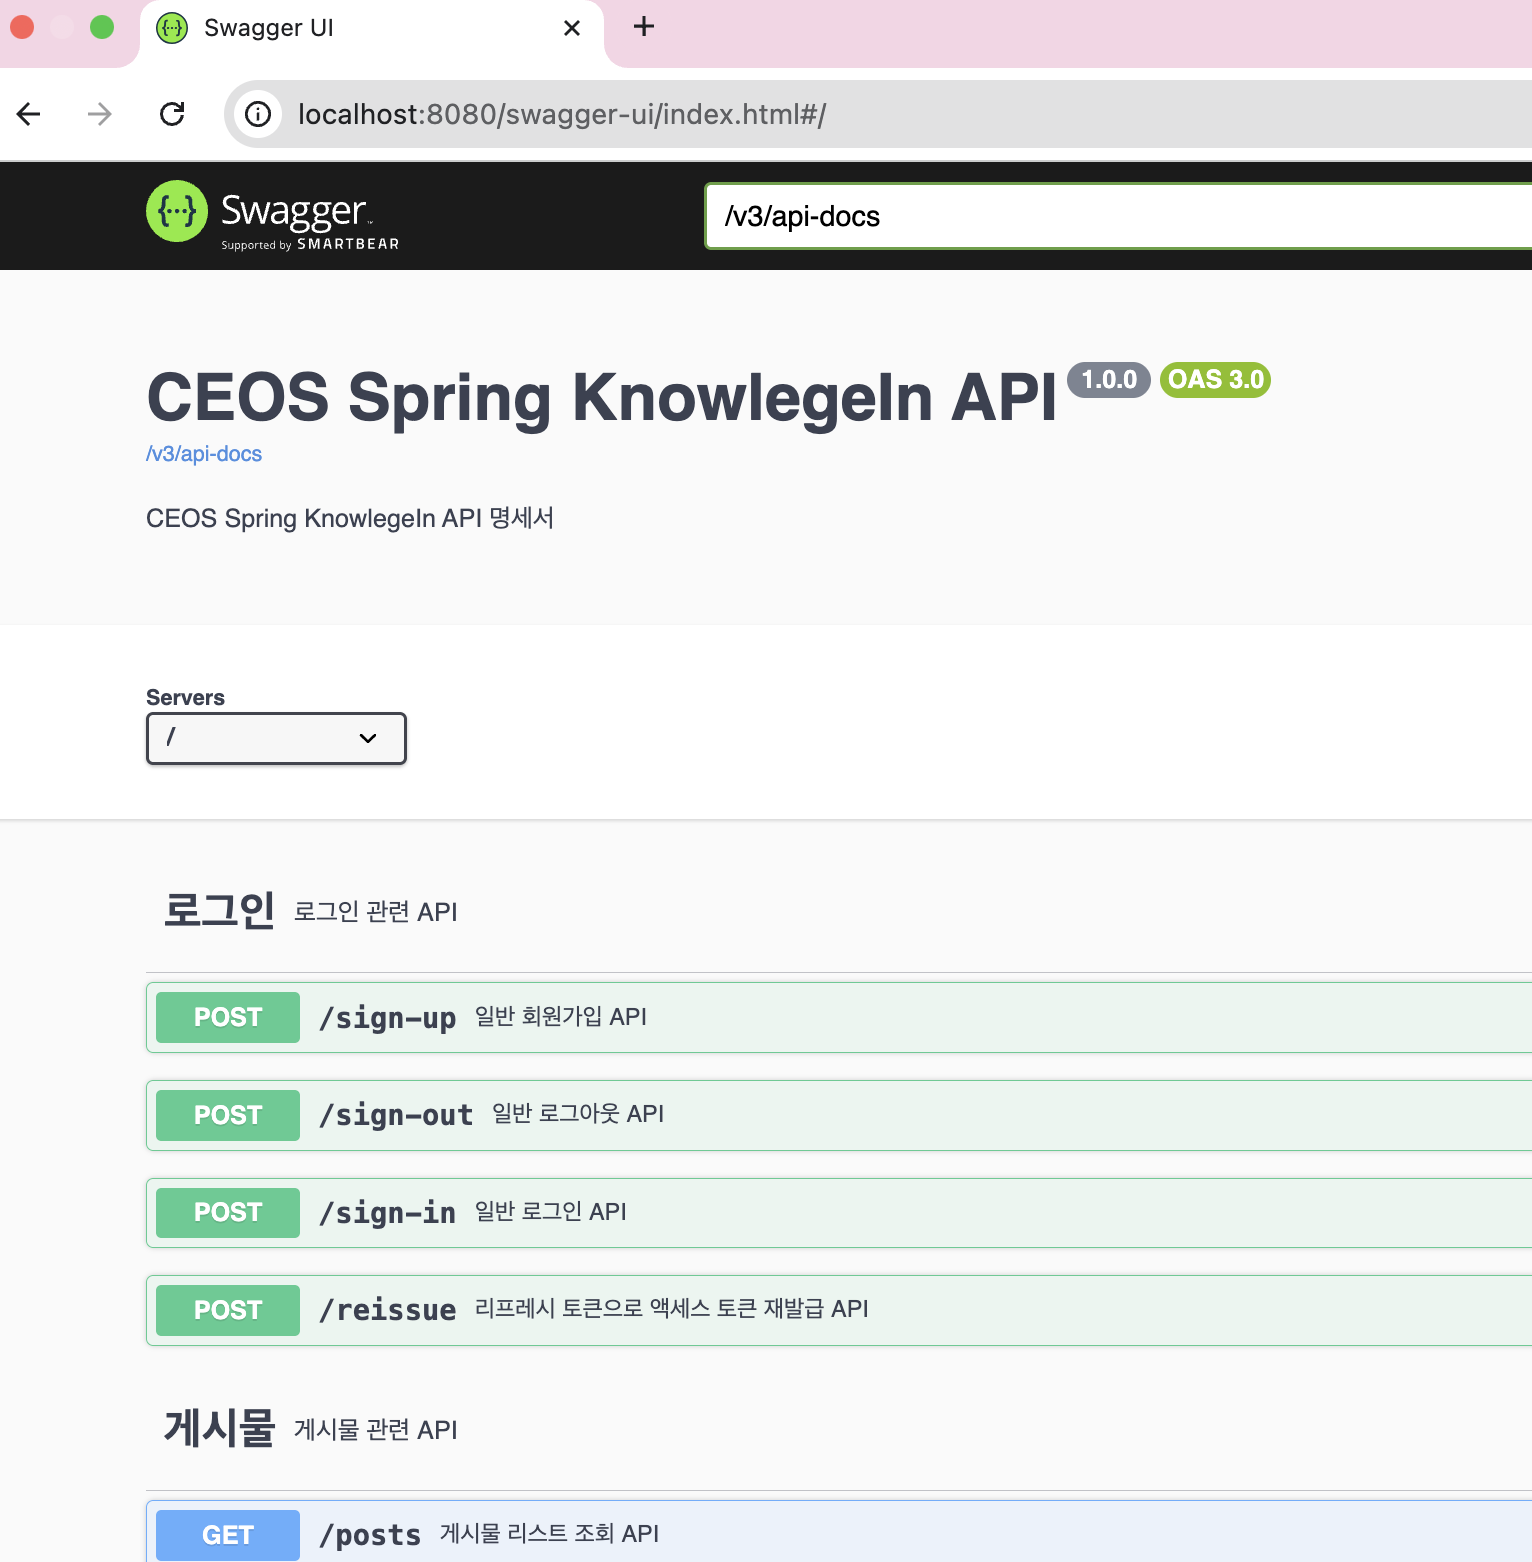 Swagger UI
localhost:8080/swagger-ui/index.html#/
{···} Swagger™
Supported by SMARTBEAR
/v3/api-docs
CEOS Spring KnowlegeIn API 1.0.0 OAS 3.0
/v3/api-docs
CEOS Spring KnowlegeIn API 명세서
Servers
/
로그인 로그인 관련 API
POST /sign-up 일반 회원가입 API
POST /sign-out 일반 로그아웃 API
POST /sign-in 일반 로그인 API
POST /reissue 리프레시 토큰으로 액세스 토큰 재발급 API
게시물 게시물 관련 API
GET /posts 게시물 리스트 조회 API